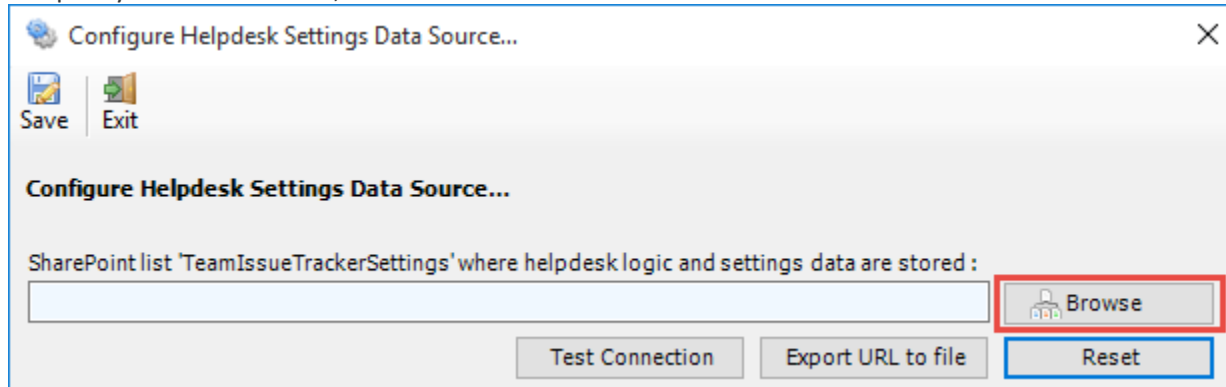 Configure Helpdesk Settings Data Source...
Save Exit
Configure Helpdesk Settings Data Source...
SharePoint list 'TeamIssueTrackerSettings' where helpdesk logic and settings data are stored :
Browse
Test Connection Export URL to file Reset